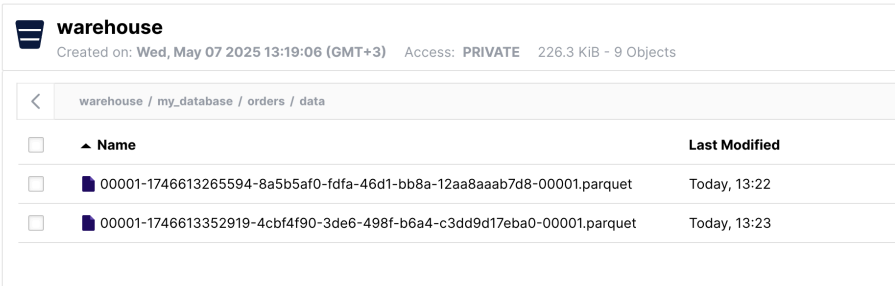 warehouse
Created on: Wed, May 07 2025 13:19:06 (GMT+3) Access: PRIVATE 226.3 KiB - 9 Objects
warehouse / my_database / orders / data
Name Last Modified
00001-1746613265594-8a5b5af0-fdfa-46d1-bb8a-12aa8aaab7d8-00001.parquet Today, 13:22
00001-1746613352919-4cbf4f90-3de6-498f-b6a4-c3dd9d17eba0-00001.parquet Today, 13:23